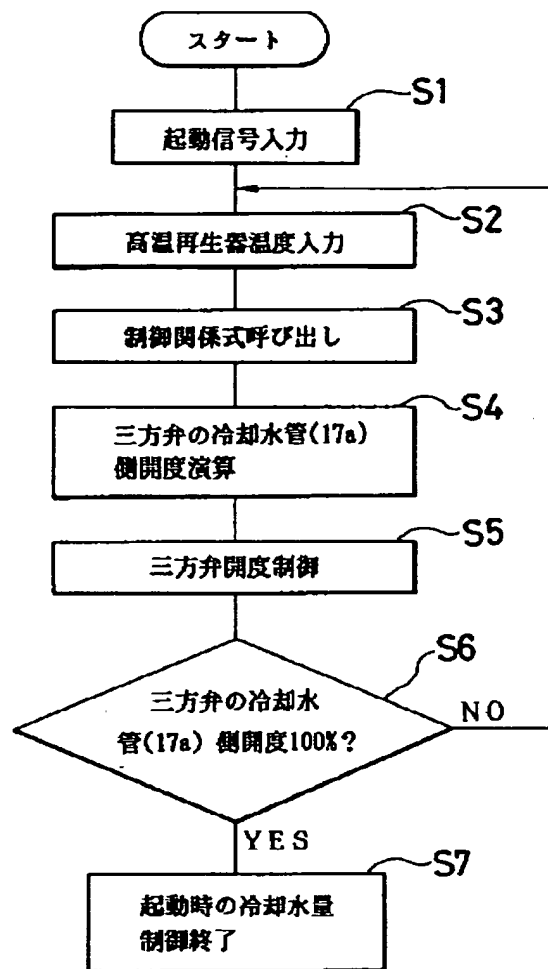 スタート
S1
起動信号入力
S2
高温再生器温度入力
S3
制御関係式呼び出し
S4
三方弁の冷却水管(17a)
側開度演算
S5
三方弁開度制御
S6
三方弁の冷却水
管(17a) 側開度100%?
NO
YES
S7
起動時の冷却水量
制御終了